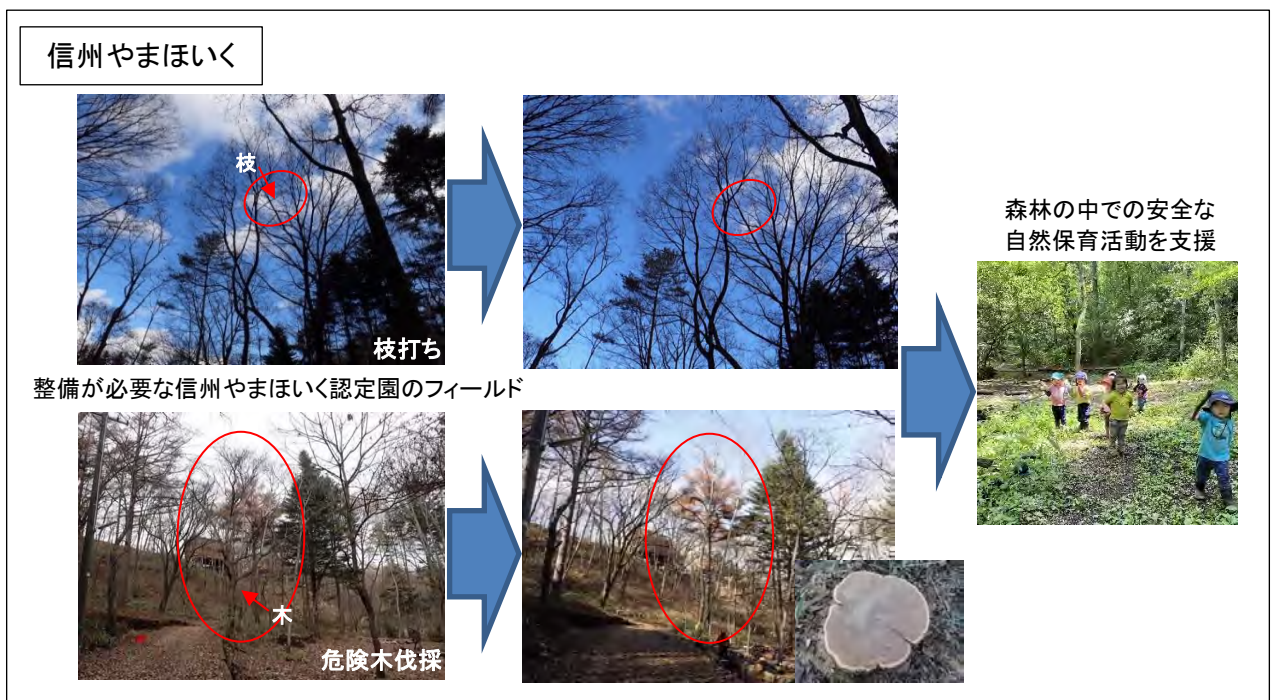 信州やまほいく
枝
枝打ち
整備が必要な信州やまほいく認定園のフィールド
木
危険木伐採
森林の中での安全な
自然保育活動を支援